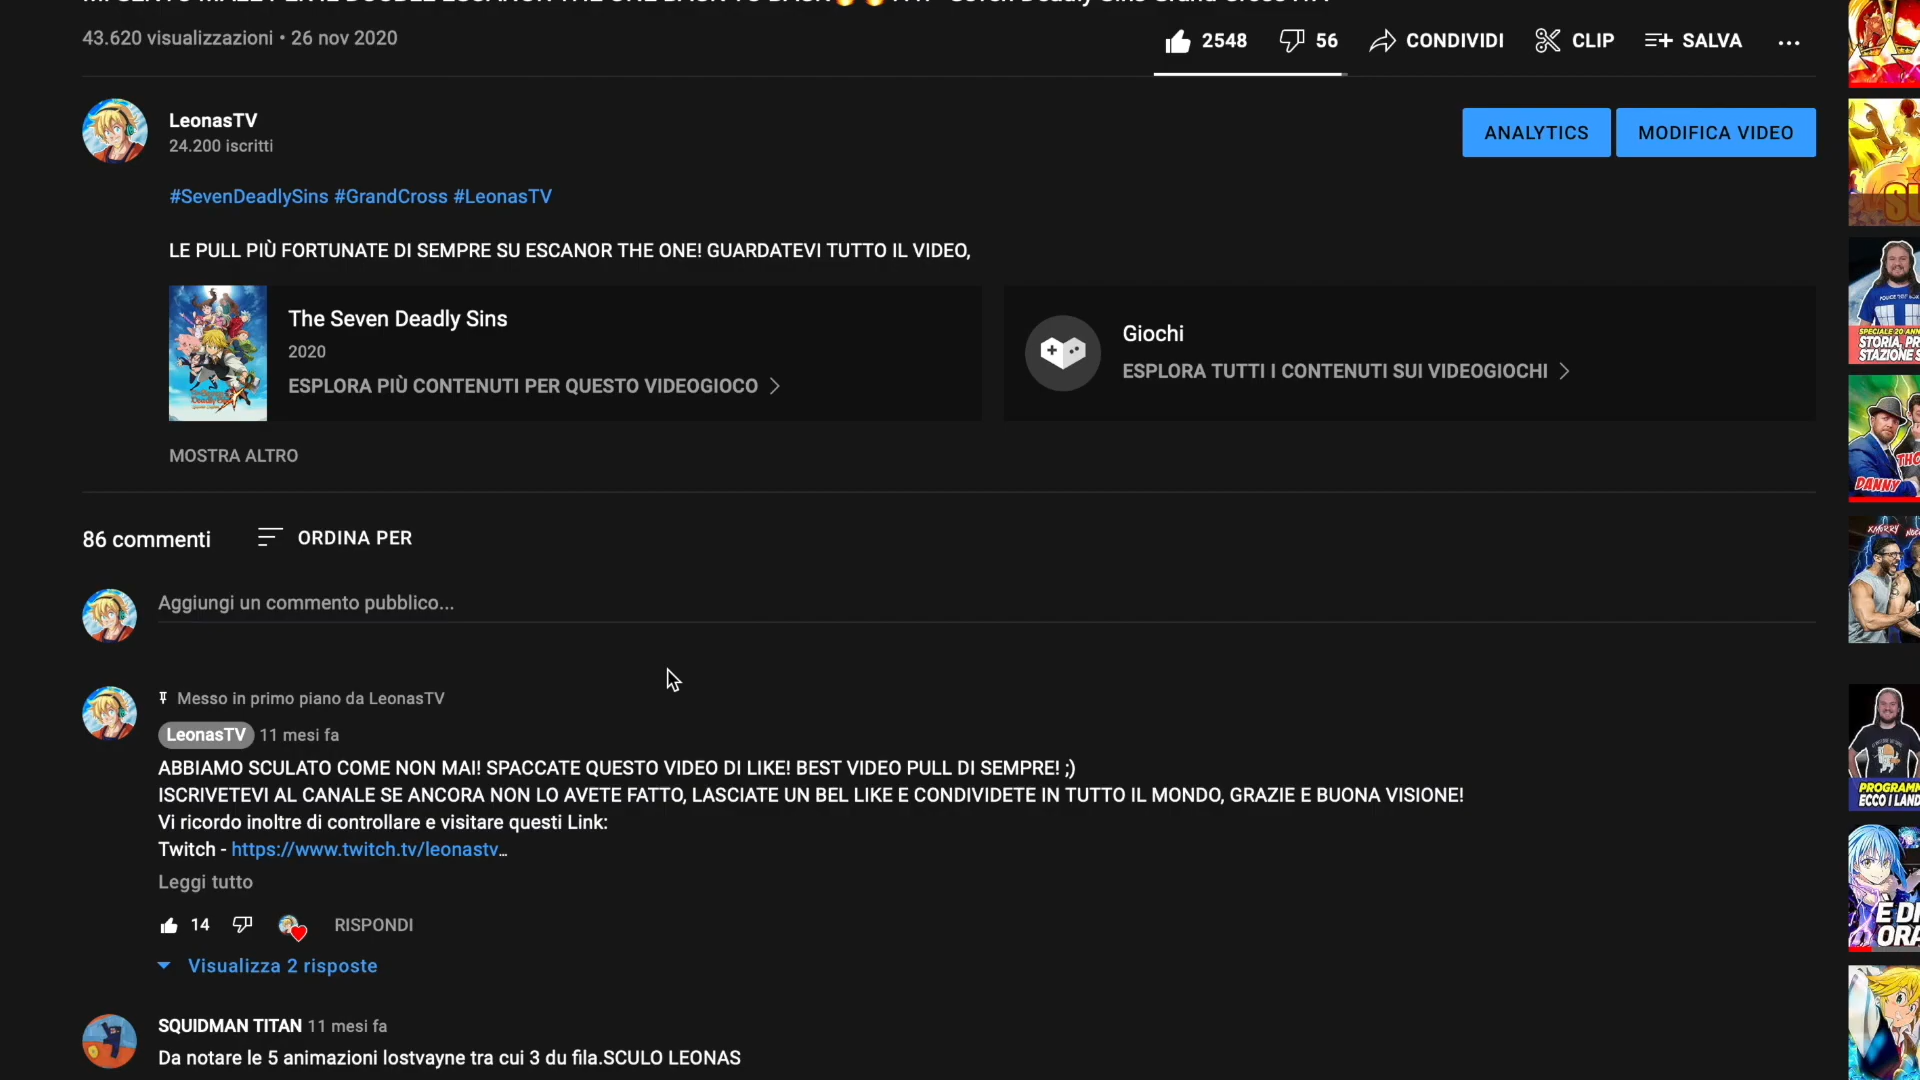 43.620 visualizzazioni • 26 nov 2020
2548
56
CONDIVIDI
CLIP
SALVA
LeonasTV
24.200 iscritti
ANALYTICS
MODIFICA VIDEO
#SevenDeadlySins #GrandCross #LeonasTV
LE PULL PIÙ FORTUNATE DI SEMPRE SU ESCANOR THE ONE! GUARDATEVI TUTTO IL VIDEO,
The Seven Deadly Sins
2020
ESPLORA PIÙ CONTENUTI PER QUESTO VIDEOGIOCO
Giochi
ESPLORA TUTTI I CONTENUTI SUI VIDEOGIOCHI
MOSTRA ALTRO
86 commenti
ORDINA PER
Aggiungi un commento pubblico...
Messo in primo piano da LeonasTV
LeonasTV 11 mesi fa
ABBIAMO SCULATO COME NON MAI! SPACCATE QUESTO VIDEO DI LIKE! BEST VIDEO PULL DI SEMPRE! ;)
ISCRIVETEVI AL CANALE SE ANCORA NON LO AVETE FATTO, LASCIATE UN BEL LIKE E CONDIVIDETE IN TUTTO IL MONDO, GRAZIE E BUONA VISIONE!
Vi ricordo inoltre di controllare e visitare questi Link:
Twitch - https://www.twitch.tv/leonastv…
Leggi tutto
14
RISPONDI
Visualizza 2 risposte
SQUIDMAN TITAN 11 mesi fa
Da notare le 5 animazioni lostvayne tra cui 3 du fila.SCULO LEONAS
DANNY
XMURRY